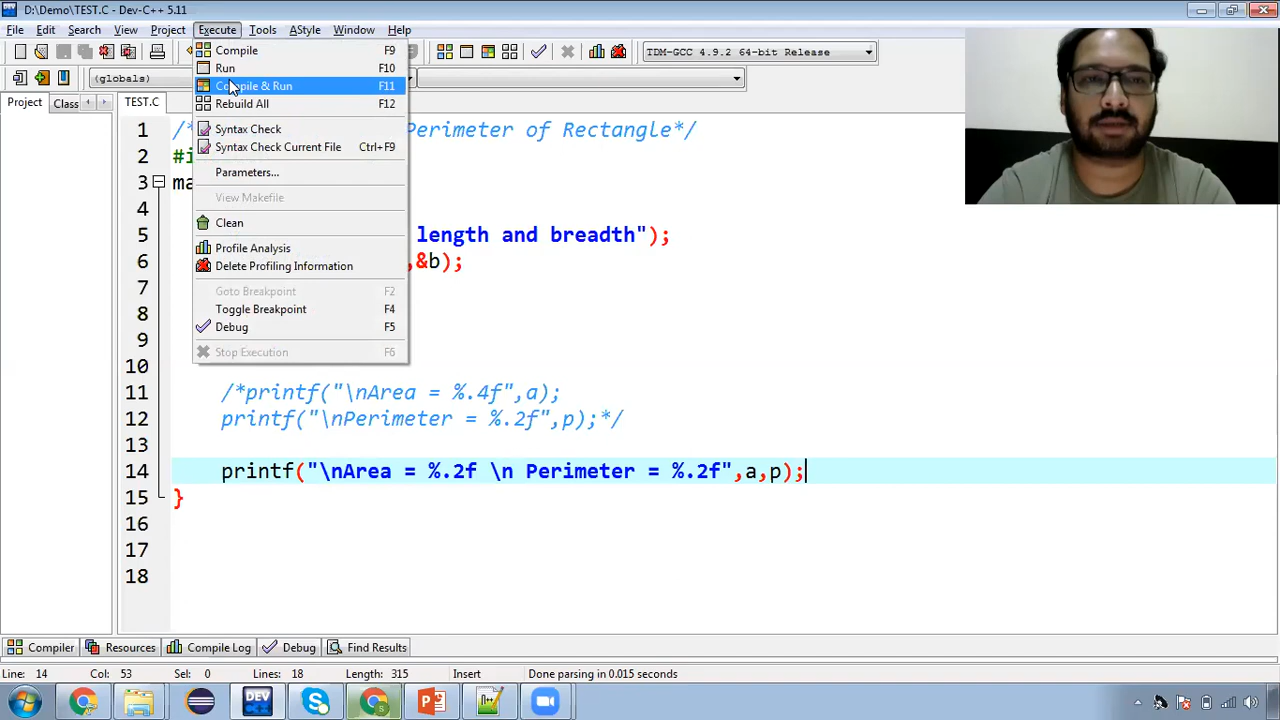 D:\Demo\TEST.C - Dev-C++ 5.11
File Edit Search View Project Execute Tools AStyle Window Help
TDM-GCC 4.9.2 64-bit Release
(globals)
Project Class TEST.C
Compile F9
Run F10
Compile & Run F11
Rebuild All F12
Syntax Check
Syntax Check Current File Ctrl+F9
Parameters...
View Makefile
Clean
Profile Analysis
Delete Profiling Information
Goto Breakpoint F2
Toggle Breakpoint F4
Debug F5
Stop Execution F6
1 /* Perimeter of Rectangle*/
2 #i
3 ma
4
5 length and breadth");
6 ,&b);
7
8
9
10
11 /*printf("\nArea = %.4f",a);
12 printf("\nPerimeter = %.2f",p);*/
13
14 printf("\nArea = %.2f \n Perimeter = %.2f",a,p);
15 }
16
17
18
Compiler Resources Compile Log Debug Find Results
Line: 14 Col: 53 Sel: 0 Lines: 18 Length: 315 Insert Done parsing in 0.015 seconds
DEV